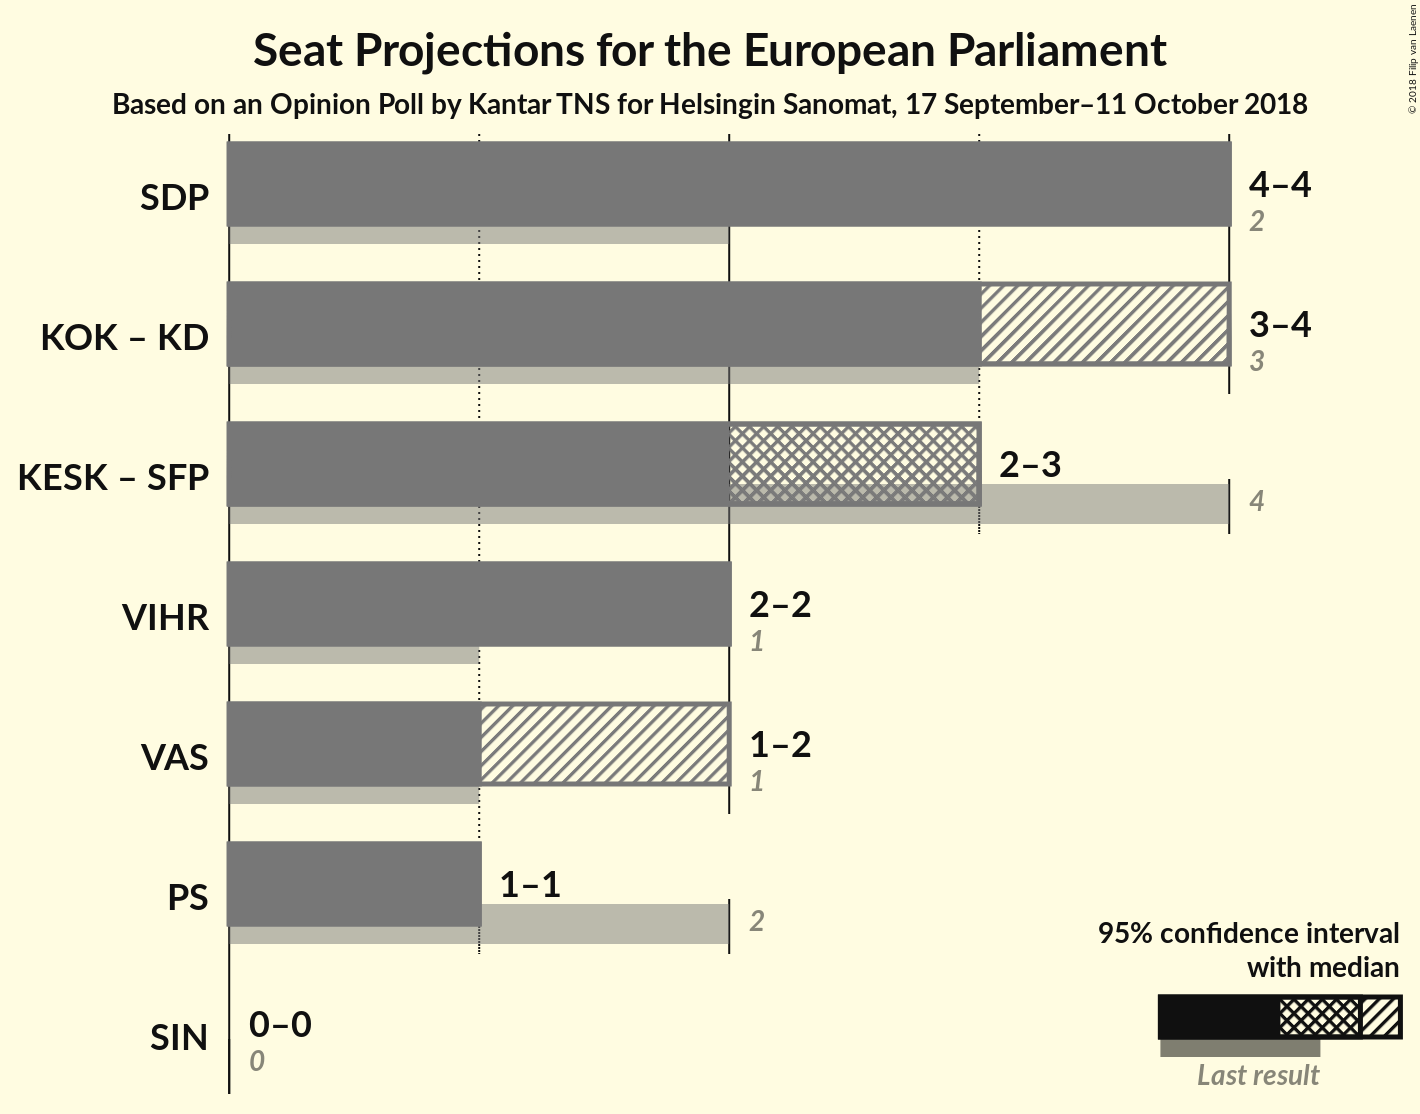 Seat Projections for the European Parliament
Based on an Opinion Poll by Kantar TNS for Helsingin Sanomat, 17 September–11 October 2018
© 2018 Filip van Laenen
SDP
4–4
2
KOK – KD
3–4
3
KESK – SFP
2–3
4
VIHR
2–2
1
VAS
1–2
1
PS
1–1
2
SIN
0–0
0
95% confidence interval
with median
Last result